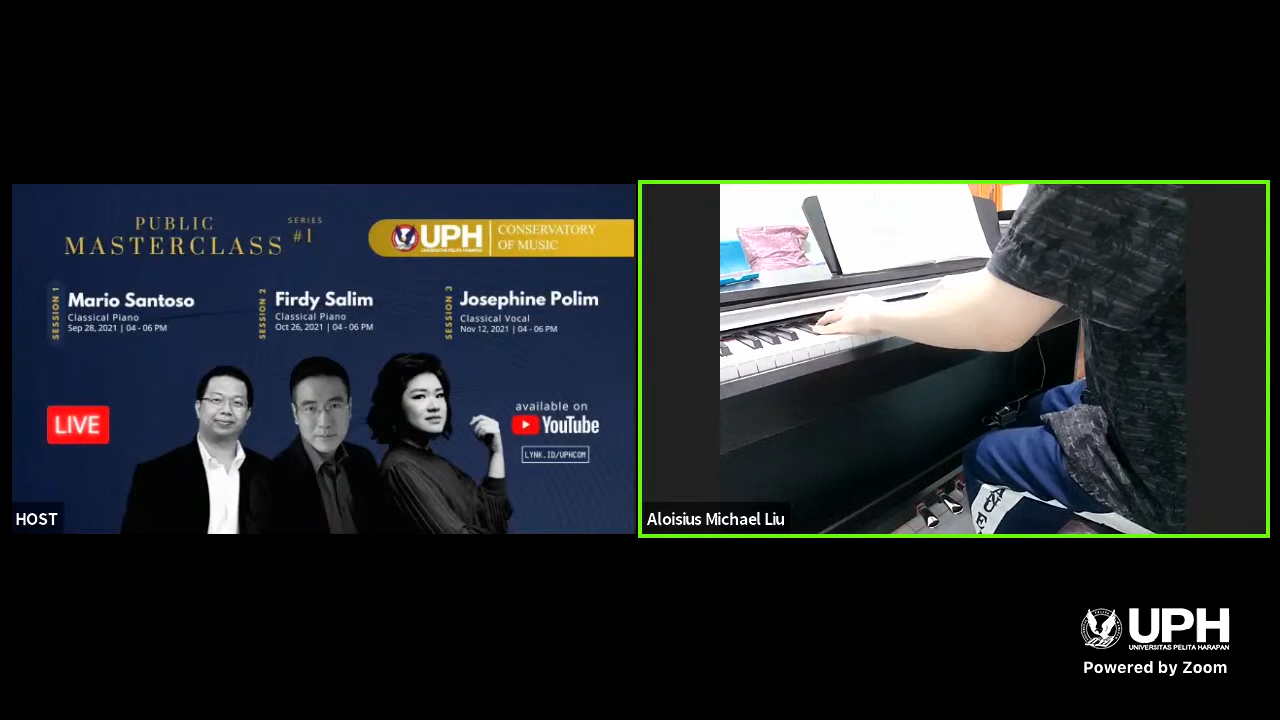 PUBLIC
MASTERCLASS
SERIES
#1
UPH
UNIVERSITAS PELITA HARAPAN
CONSERVATORY
OF MUSIC
SESSION 1
Mario Santoso
Classical Piano
Sep 28, 2021 | 04 - 06 PM
SESSION 2
Firdy Salim
Classical Piano
Oct 26, 2021 | 04 - 06 PM
SESSION 3
Josephine Polim
Classical Vocal
Nov 12, 2021 | 04 - 06 PM
LIVE
available on
YouTube
LYNK.ID/UPHCOM
HOST
Aloisius Michael Liu
UPH
UNIVERSITAS PELITA HARAPAN
Powered by Zoom